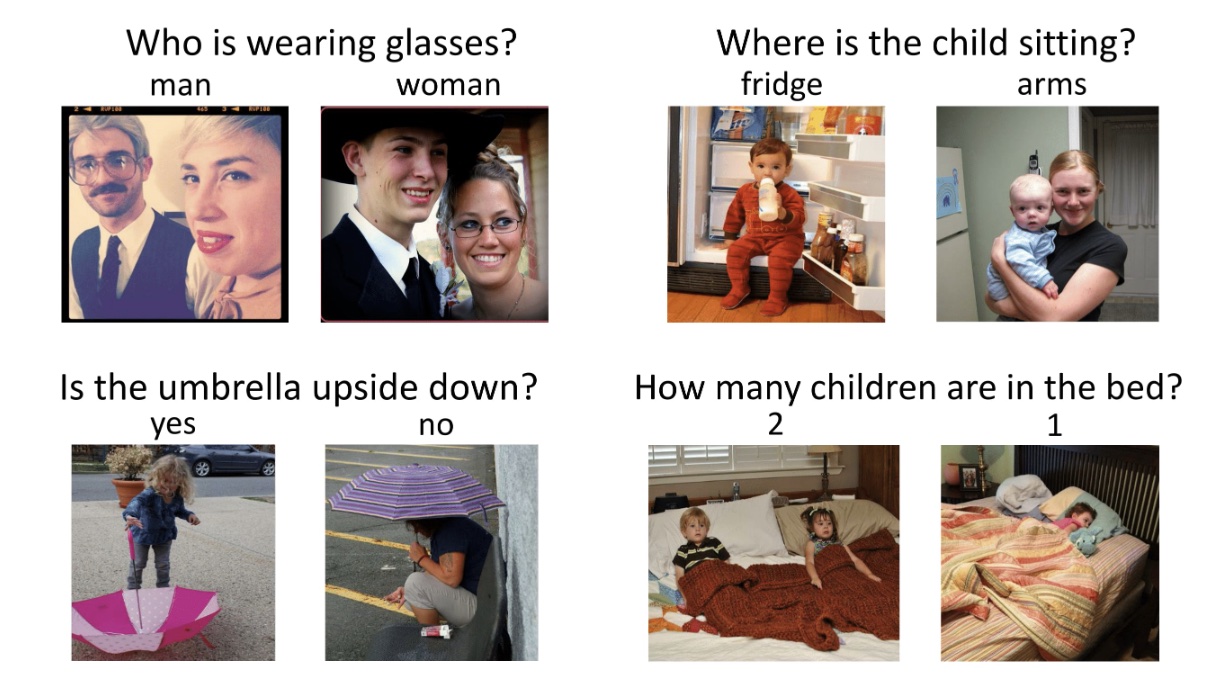 Who is wearing glasses?
man woman
Where is the child sitting?
fridge arms
Is the umbrella upside down?
yes no
How many children are in the bed?
2 1